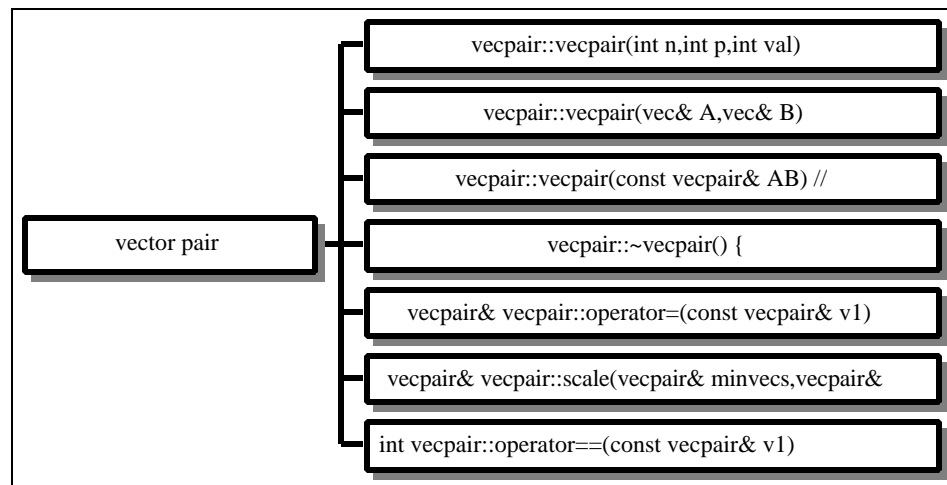 vecpair::vecpair(int n,int p,int val)
vecpair::vecpair(vec& A,vec& B)
vecpair::vecpair(const vecpair& AB) //
vector pair
vecpair::~vecpair() {
vecpair& vecpair::operator=(const vecpair& v1)
vecpair& vecpair::scale(vecpair& minvecs,vecpair&
int vecpair::operator==(const vecpair& v1)